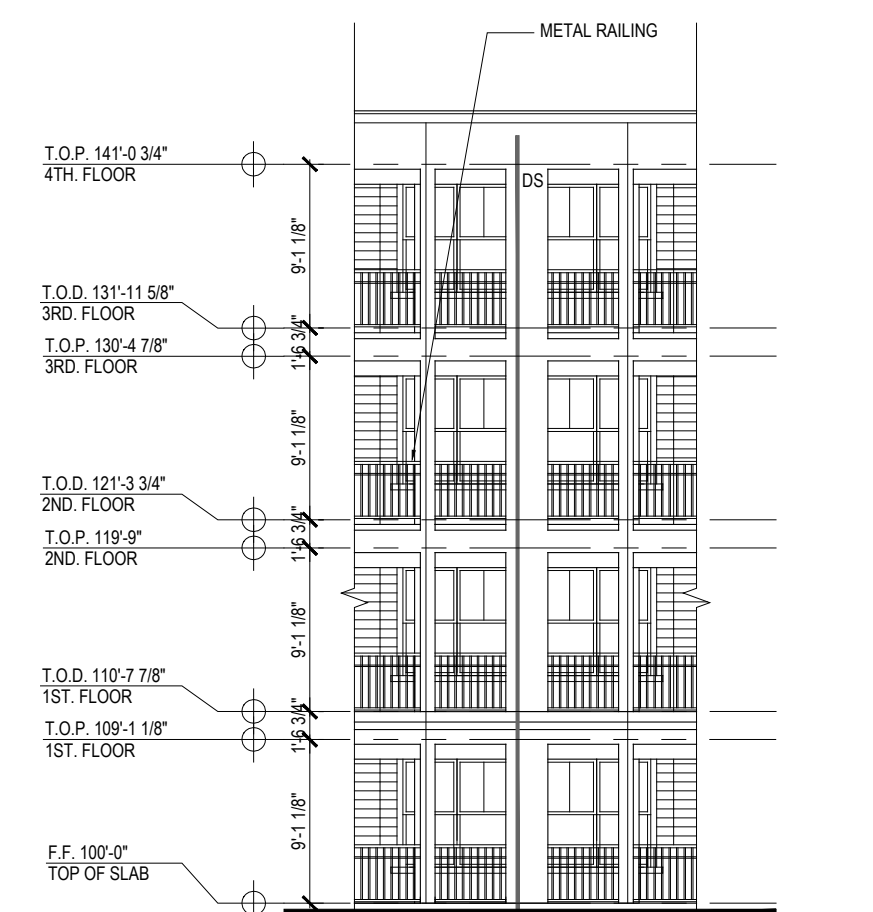 METAL RAILING
T.O.P. 141'-0 3/4"
4TH. FLOOR
DS
9'-1 1/8"
T.O.D. 131'-11 5/8"
3RD. FLOOR
1'-6 3/4"
T.O.P. 130'-4 7/8"
3RD. FLOOR
9'-1 1/8"
T.O.D. 121'-3 3/4"
2ND. FLOOR
1'-6 3/4"
T.O.P. 119'-9"
2ND. FLOOR
9'-1 1/8"
T.O.D. 110'-7 7/8"
1ST. FLOOR
1'-6 3/4"
T.O.P. 109'-1 1/8"
1ST. FLOOR
9'-1 1/8"
F.F. 100'-0"
TOP OF SLAB